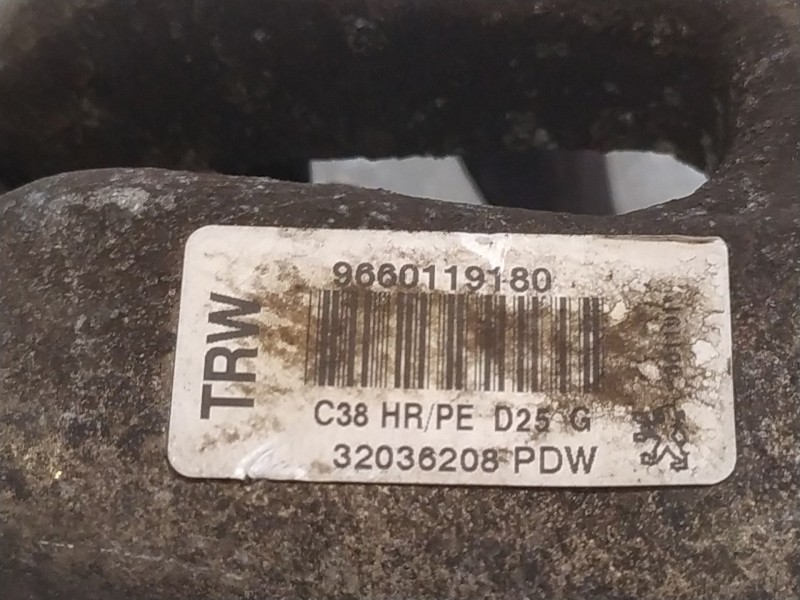 9660119180
TRW
C38 HR/PE D25 G
32036208 PDW